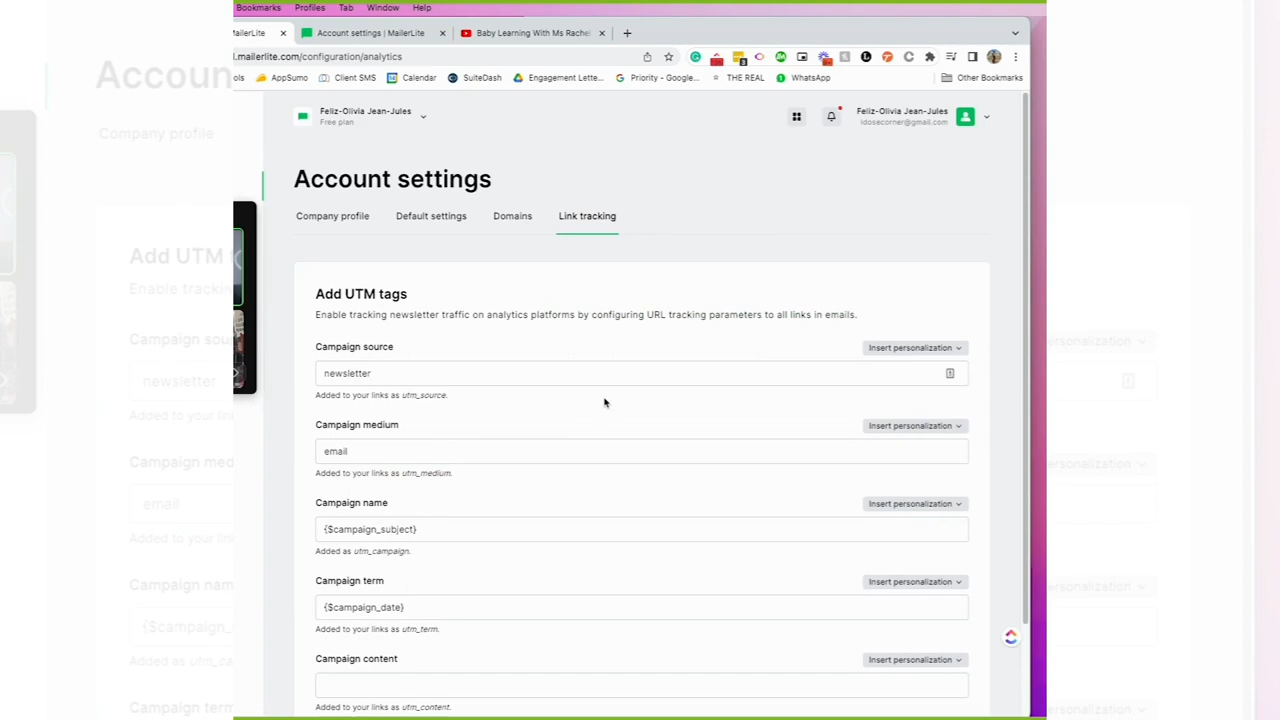 Bookmarks Profiles Tab Window Help
MailerLite Account settings | MailerLite Baby Learning With Ms Rachel
l.mailerlite.com/configuration/analytics
ols AppSumo Client SMS Calendar SuiteDash Engagement Lette... Priority - Google... THE REAL WhatsApp Other Bookmarks
Feliz-Olivia Jean-Jules
Free plan
Feliz-Olivia Jean-Jules
ldosecorner@gmail.com
Account settings
Company profile Default settings Domains Link tracking
Add UTM tags
Enable tracking newsletter traffic on analytics platforms by configuring URL tracking parameters to all links in emails.
Campaign source Insert personalization
newsletter
Added to your links as utm_source.
Campaign medium Insert personalization
email
Added to your links as utm_medium.
Campaign name Insert personalization
{$campaign_subject}
Added as utm_campaign.
Campaign term Insert personalization
{$campaign_date}
Added to your links as utm_term.
Campaign content Insert personalization
Added to your links as utm_content.